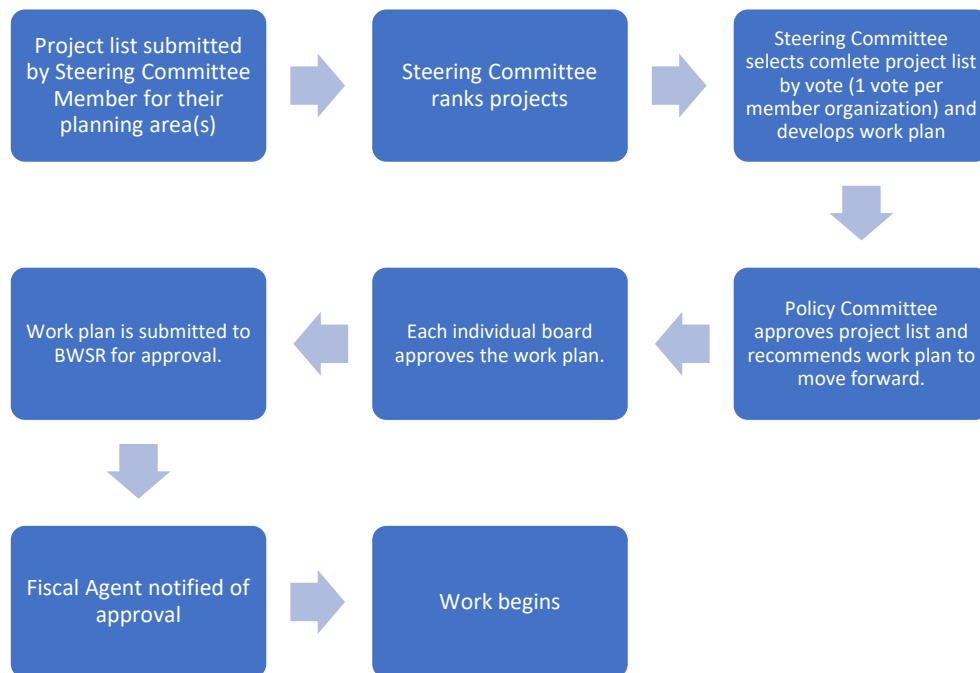 Project list submitted
by Steering Committee
Member for their
planning area(s)
Steering Committee
ranks projects
Steering Committee
selects comlete project list
by vote (1 vote per
member organization) and
develops work plan
Policy Committee
approves project list and
recommends work plan to
move forward.
Each individual board
approves the work plan.
Work plan is submitted to
BWSR for approval.
Fiscal Agent notified of
approval
Work begins